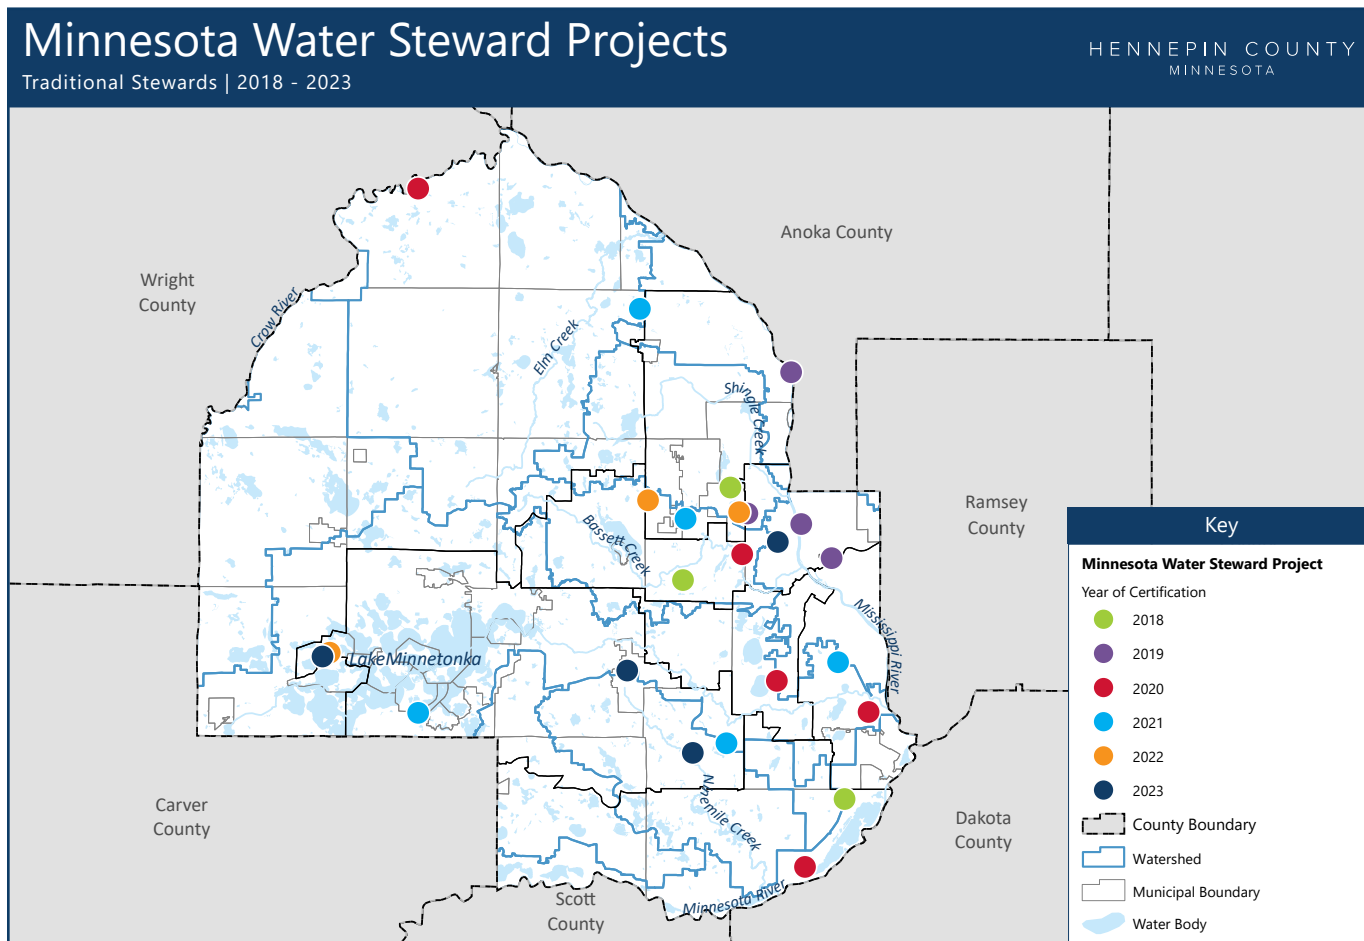 Minnesota Water Steward Projects
Traditional Stewards | 2018 - 2023
HENNEPIN COUNTY
MINNESOTA
Anoka County
Wright
County
Crow River
Elm Creek
Shingle Creek
Ramsey
County
Bassett Creek
Mississippi River
Lake Minnetonka
Carver
County
Ninemile Creek
Dakota
County
Minnesota River
Scott
County
Key
Minnesota Water Steward Project
Year of Certification
2018
2019
2020
2021
2022
2023
County Boundary
Watershed
Municipal Boundary
Water Body